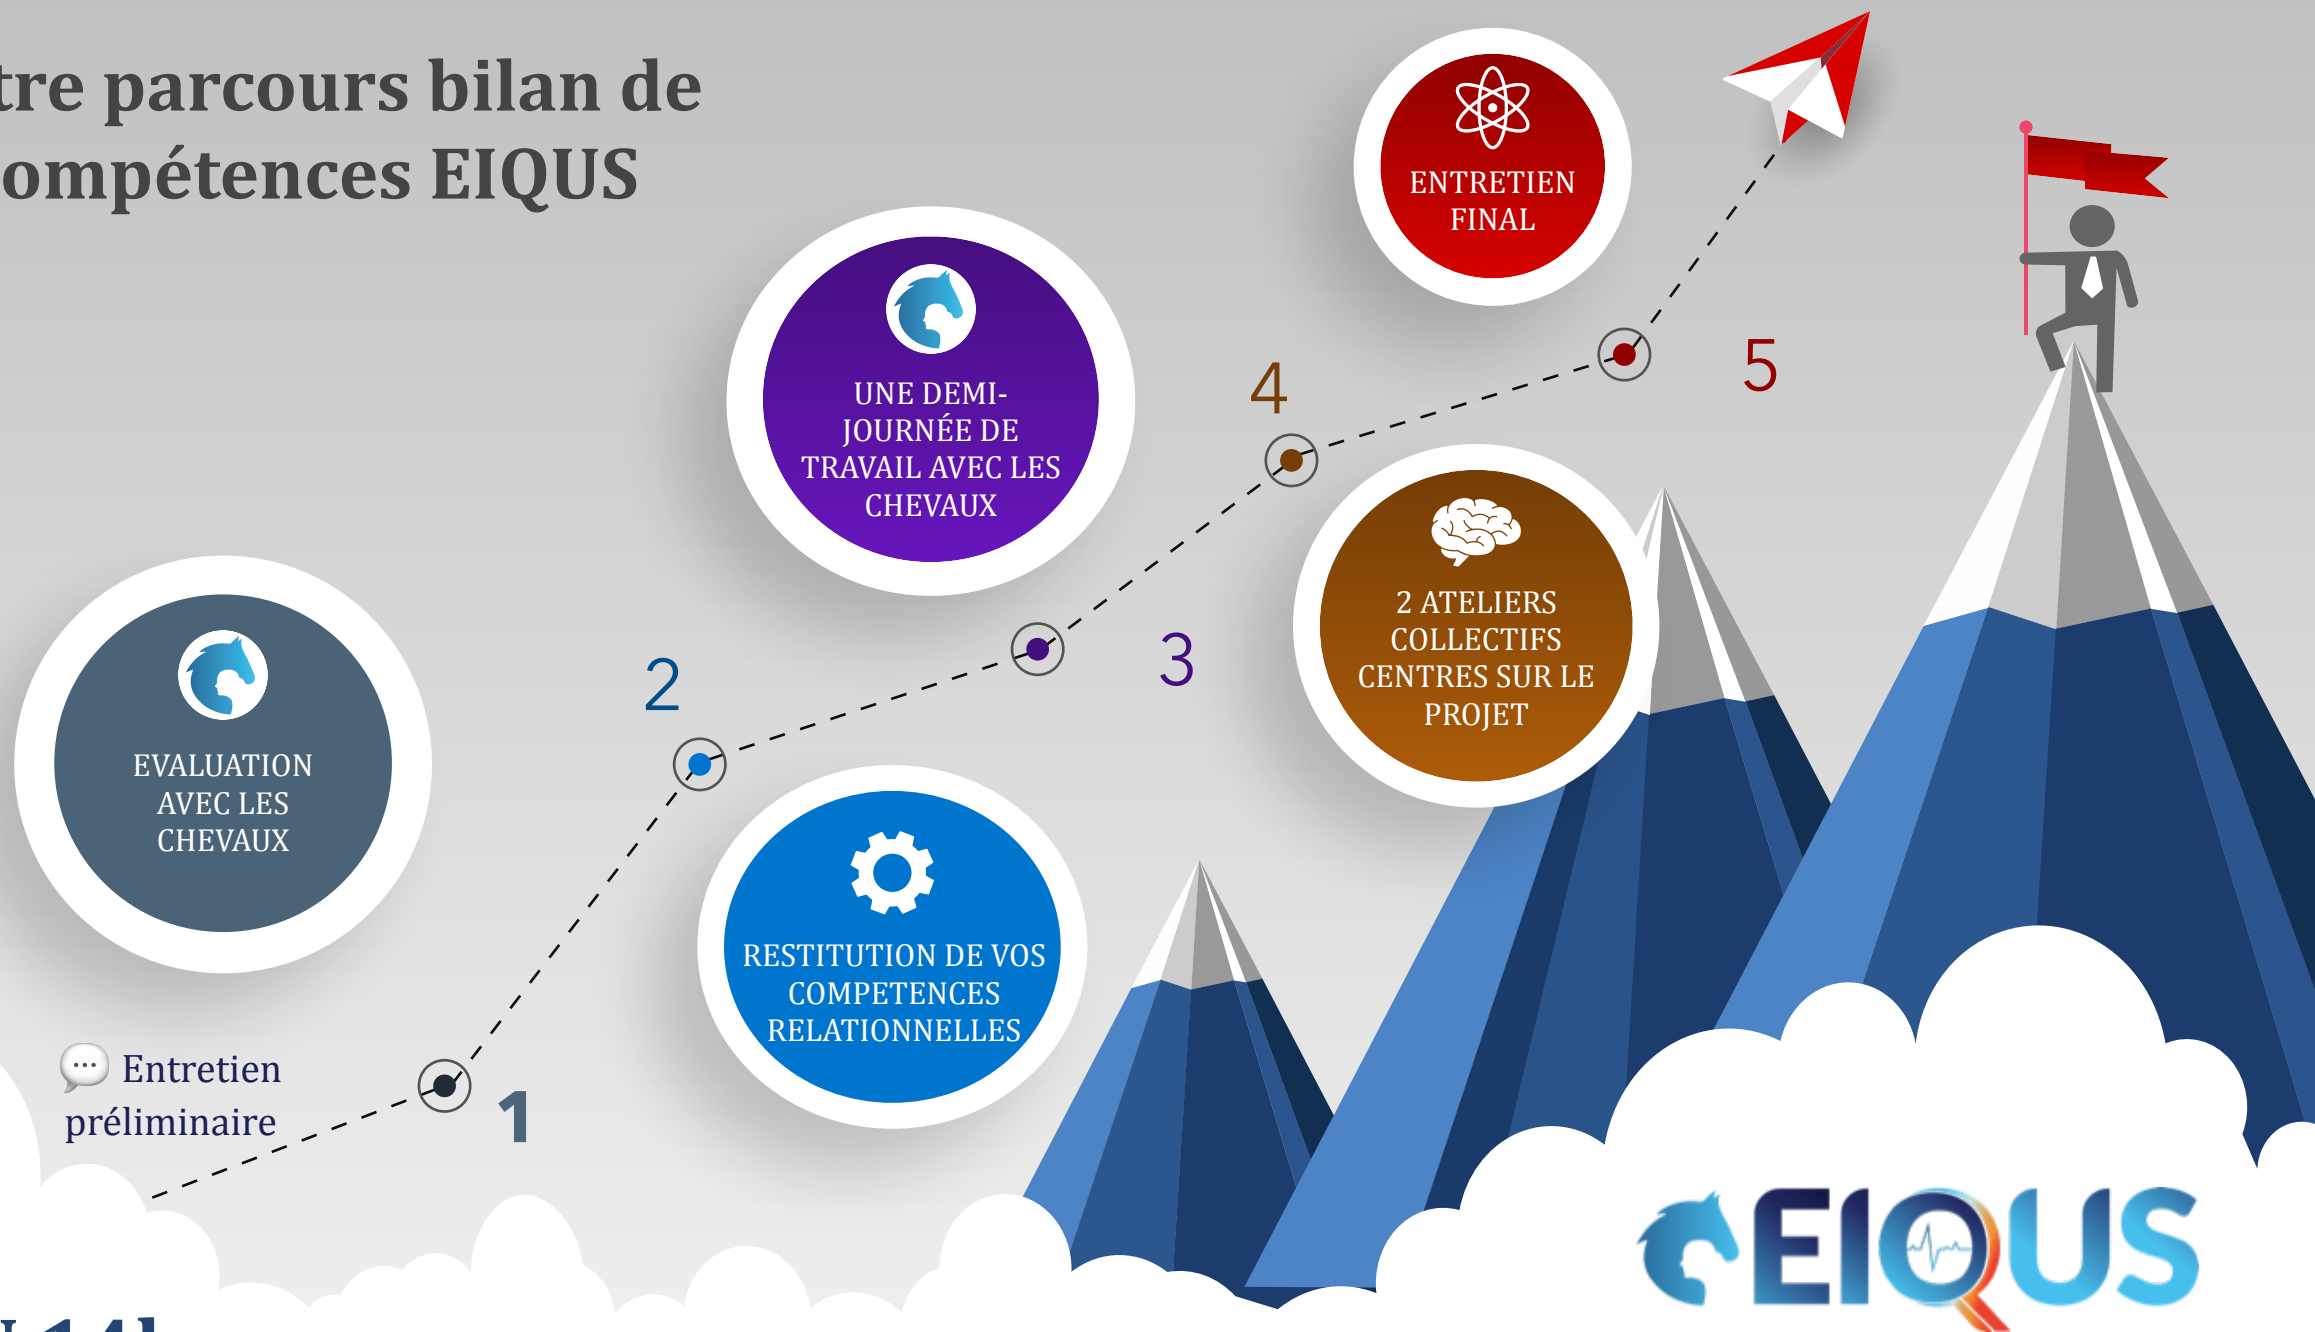 tre parcours bilan de
ompétences EIQUS
ENTRETIEN
FINAL
5
UNE DEMI-
JOURNÉE DE
TRAVAIL AVEC LES
CHEVAUX
4
3
2 ATELIERS
COLLECTIFS
CENTRES SUR LE
PROJET
EVALUATION
AVEC LES
CHEVAUX
2
RESTITUTION DE VOS
COMPETENCES
RELATIONNELLES
Entretien
préliminaire
1
EIQUS